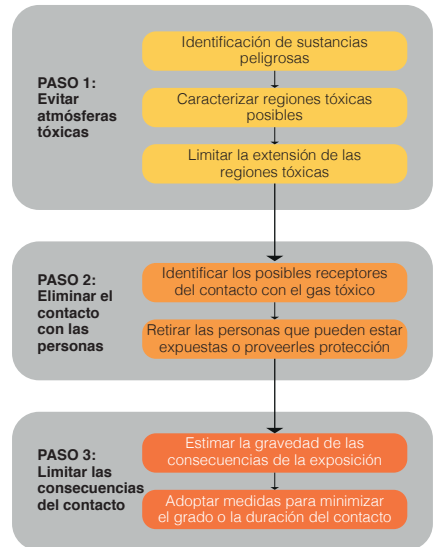 PASO 1:
Evitar
atmósferas
tóxicas
Identificación de sustancias
peligrosas
Caracterizar regiones tóxicas
posibles
Limitar la extensión de las
regiones tóxicas
PASO 2:
Eliminar el
contacto
con las
personas
Identificar los posibles receptores
del contacto con el gas tóxico
Retirar las personas que pueden estar
expuestas o proveerles protección
PASO 3:
Limitar las
consecuencias
del contacto
Estimar la gravedad de las
consecuencias de la exposición
Adoptar medidas para minimizar
el grado o la duración del contacto